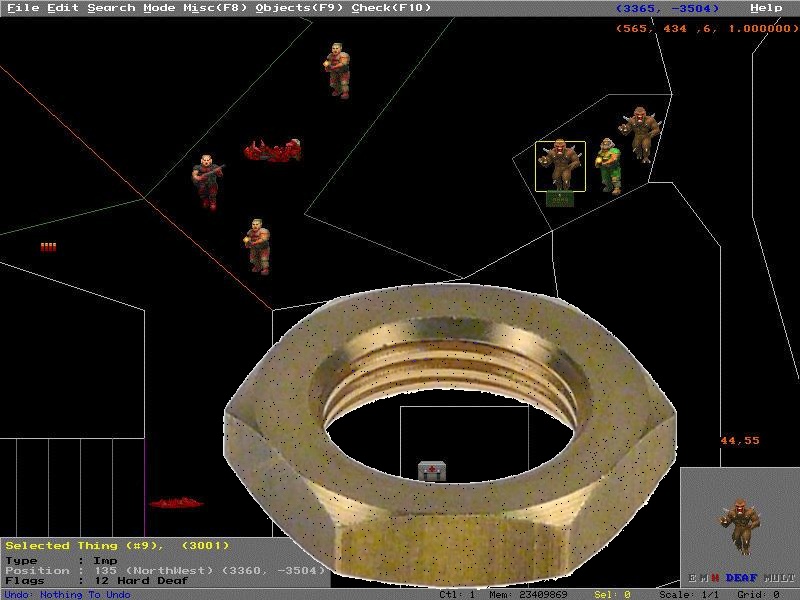 File Edit Search Mode Misc(F8) Objects(F9) Check(F10) (3365, -3504) Help
(565, 434 ,6, 1.000000)
44,55
Selected Thing (#9), (3001)
Type : Imp
Position : 135 (NorthWest) (3360, -3504)
Flags : 12 Hard Deaf
E M H DEAF MULT
Undo: Nothing To Undo Ctl: 1 Mem: 23409869 Sel: 0 Scale: 1/1 Grid: 0